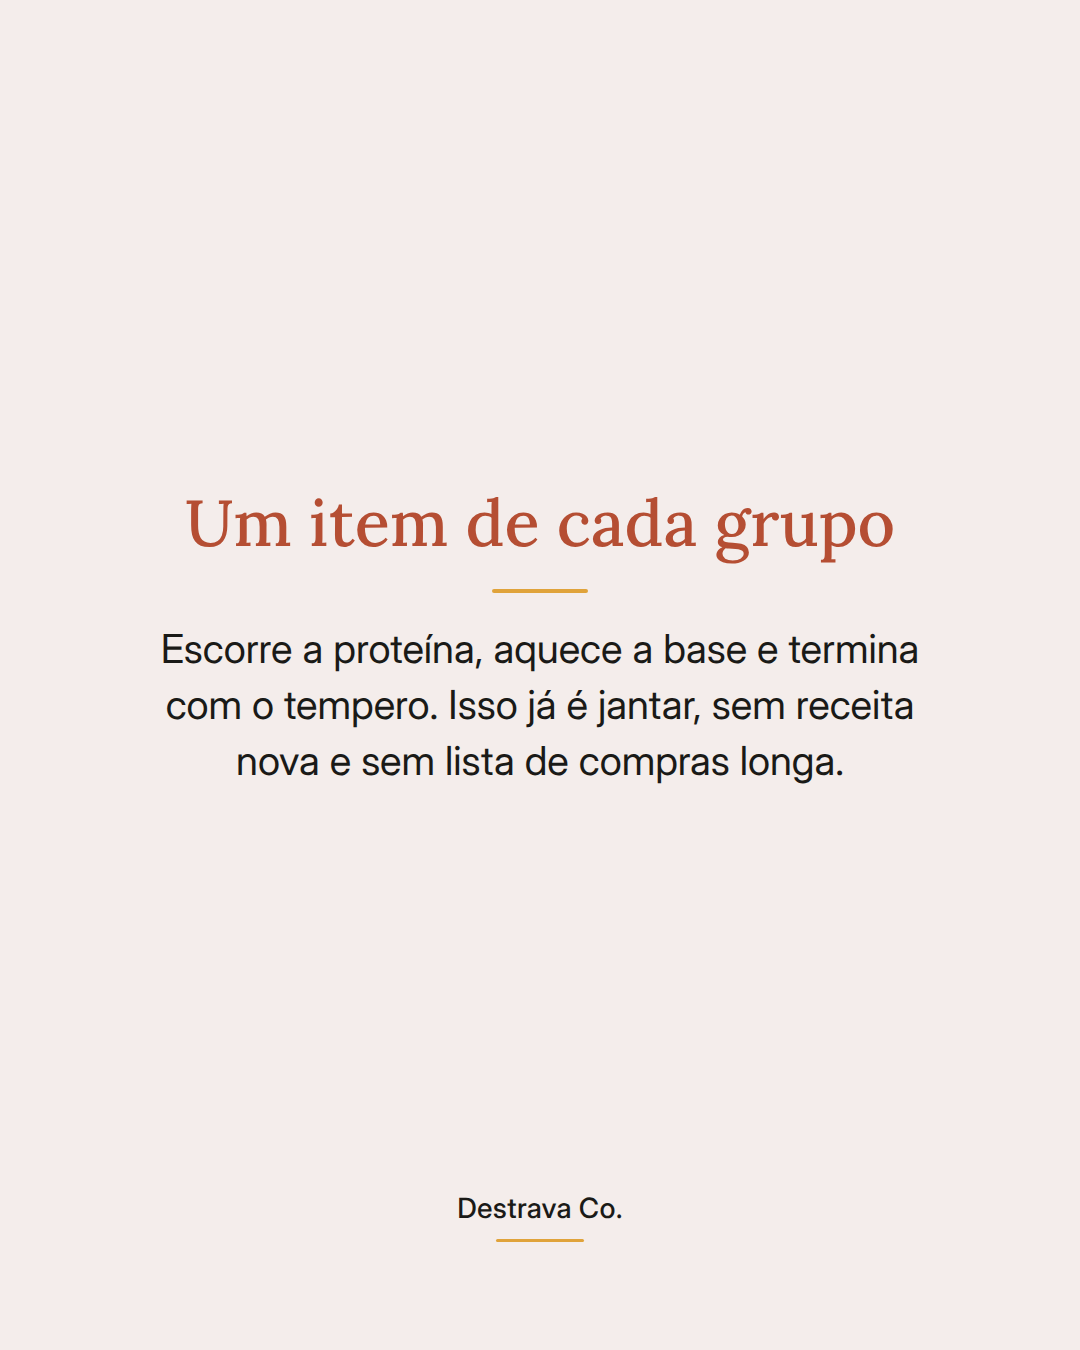 Um item de cada grupo
Escorre a proteína, aquece a base e termina
com o tempero. Isso já é jantar, sem receita
nova e sem lista de compras longa.
Destrava Co.